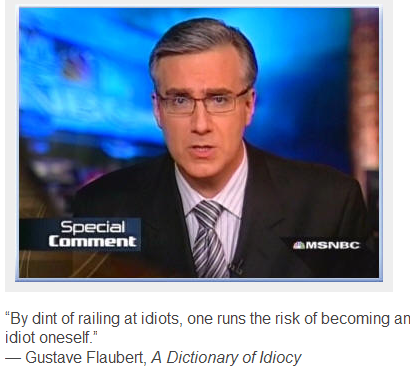 Special
Comment
MSNBC
“By dint of railing at idiots, one runs the risk of becoming an
idiot oneself.”
— Gustave Flaubert, A Dictionary of Idiocy